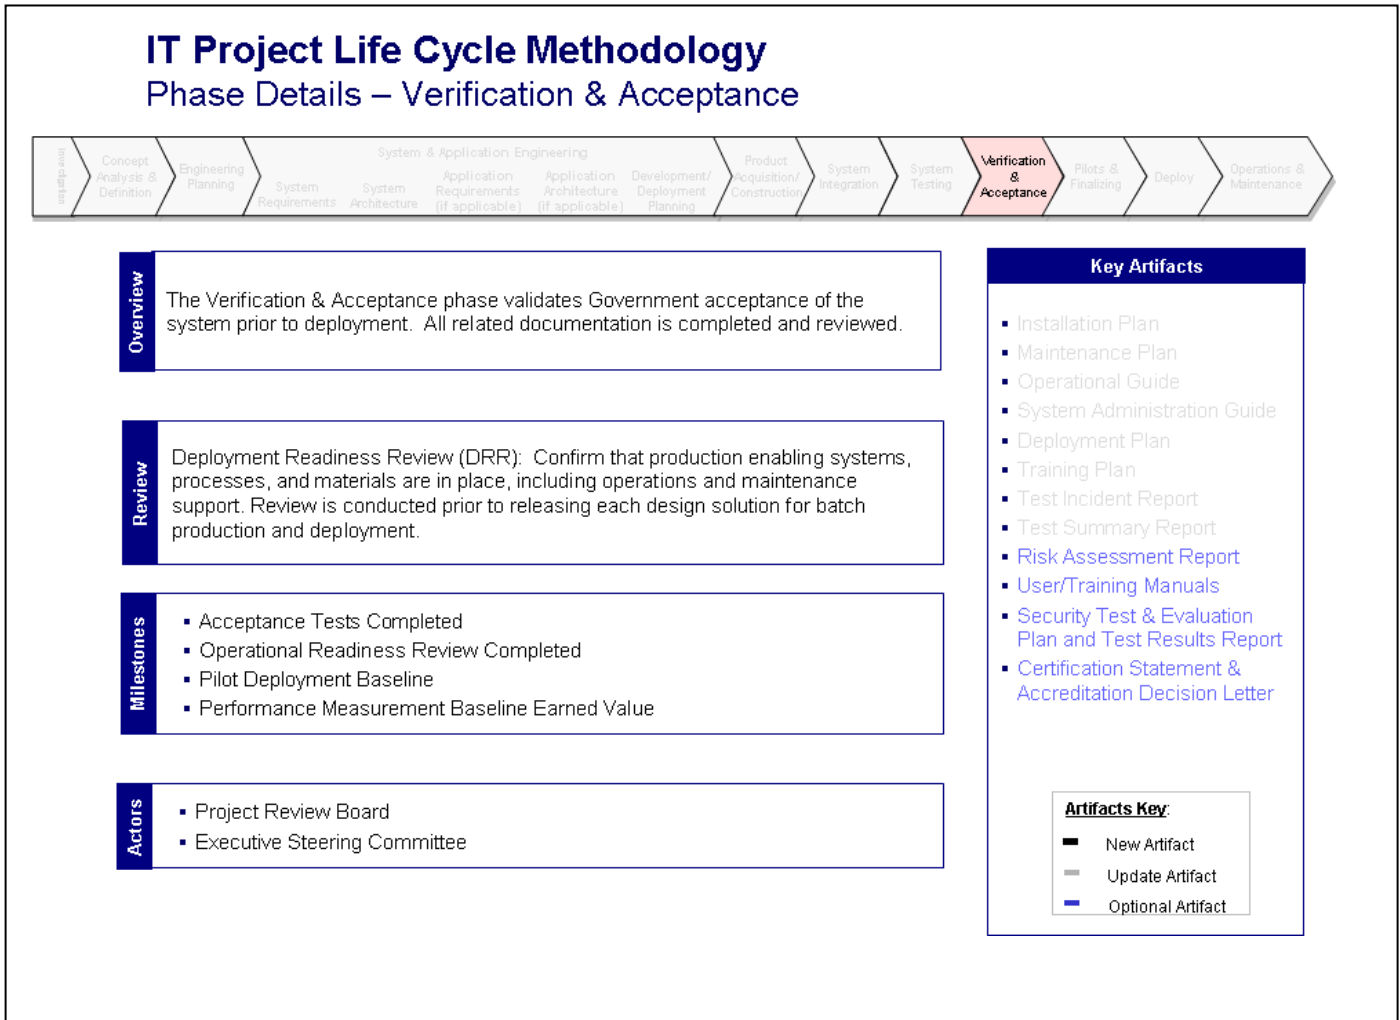 IT Project Life Cycle Methodology
Phase Details – Verification & Acceptance
Investigation
Concept
Analysis &
Definition
Engineering
Planning
System & Application Engineering
System
Requirements
System
Architecture
Application
Requirements
(if applicable)
Application
Architecture
(if applicable)
Development/
Deployment
Planning
Product
Acquisition/
Construction
System
Integration
System
Testing
Verification
&
Acceptance
Pilots &
Finalizing
Deploy
Operations &
Maintenance
Overview
The Verification & Acceptance phase validates Government acceptance of the
system prior to deployment.  All related documentation is completed and reviewed.
Review
Deployment Readiness Review (DRR):  Confirm that production enabling systems,
processes, and materials are in place, including operations and maintenance
support. Review is conducted prior to releasing each design solution for batch
production and deployment.
Milestones
▪ Acceptance Tests Completed
▪ Operational Readiness Review Completed
▪ Pilot Deployment Baseline
▪ Performance Measurement Baseline Earned Value
Actors
▪ Project Review Board
▪ Executive Steering Committee
Key Artifacts
▪ Installation Plan
▪ Maintenance Plan
▪ Operational Guide
▪ System Administration Guide
▪ Deployment Plan
▪ Training Plan
▪ Test Incident Report
▪ Test Summary Report
▪ Risk Assessment Report
▪ User/Training Manuals
▪ Security Test & Evaluation
Plan and Test Results Report
▪ Certification Statement &
Accreditation Decision Letter
Artifacts Key:
New Artifact
Update Artifact
Optional Artifact